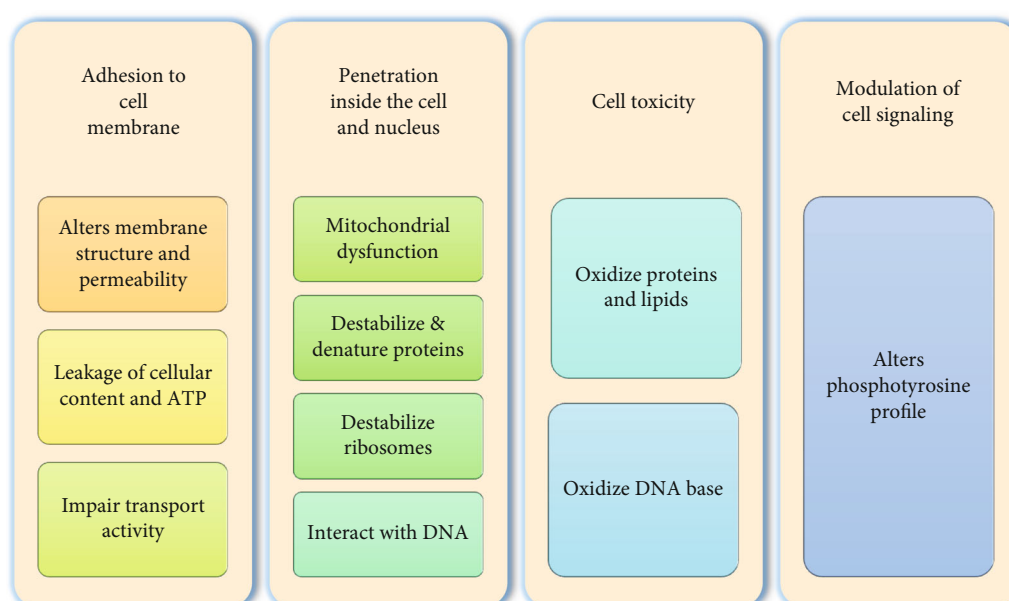 Adhesion to
cell
membrane
Alters membrane
structure and
permeability
Leakage of cellular
content and ATP
Impair transport
activity
Penetration
inside the cell
and nucleus
Mitochondrial
dysfunction
Destabilize &
denature proteins
Destabilize
ribosomes
Interact with DNA
Cell toxicity
Oxidize proteins
and lipids
Oxidize DNA base
Modulation of
cell signaling
Alters
phosphotyrosine
profile